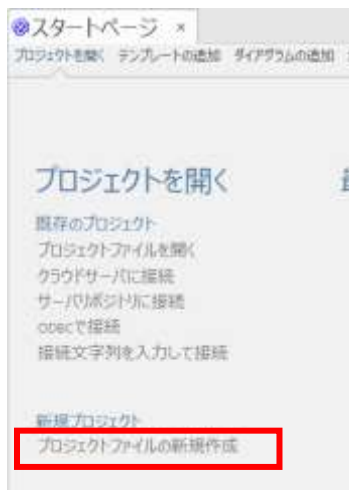 スタートページ ×
プロジェクトを開く テンプレートの追加 ダイアグラムの追加
プロジェクトを開く
既存のプロジェクト
プロジェクトファイルを開く
クラウドサーバに接続
サーバリポジトリに接続
ODBCで接続
接続文字列を入力して接続
新規プロジェクト
プロジェクトファイルの新規作成